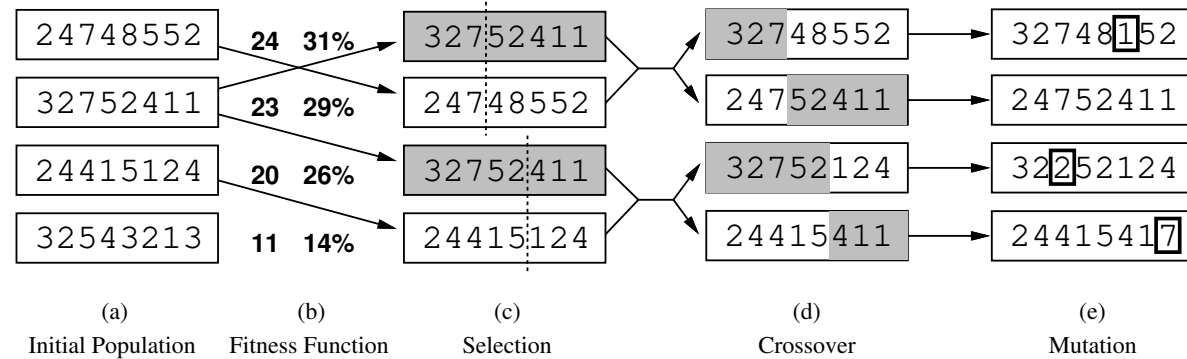 24748552 24 31% 32752411 32748552 32748152
32752411 23 29% 24748552 24752411 24752411
24415124 20 26% 32752411 32752124 32252124
32543213 11 14% 24415124 24415411 24415417
(a) (b) (c) (d) (e)
Initial Population Fitness Function Selection Crossover Mutation